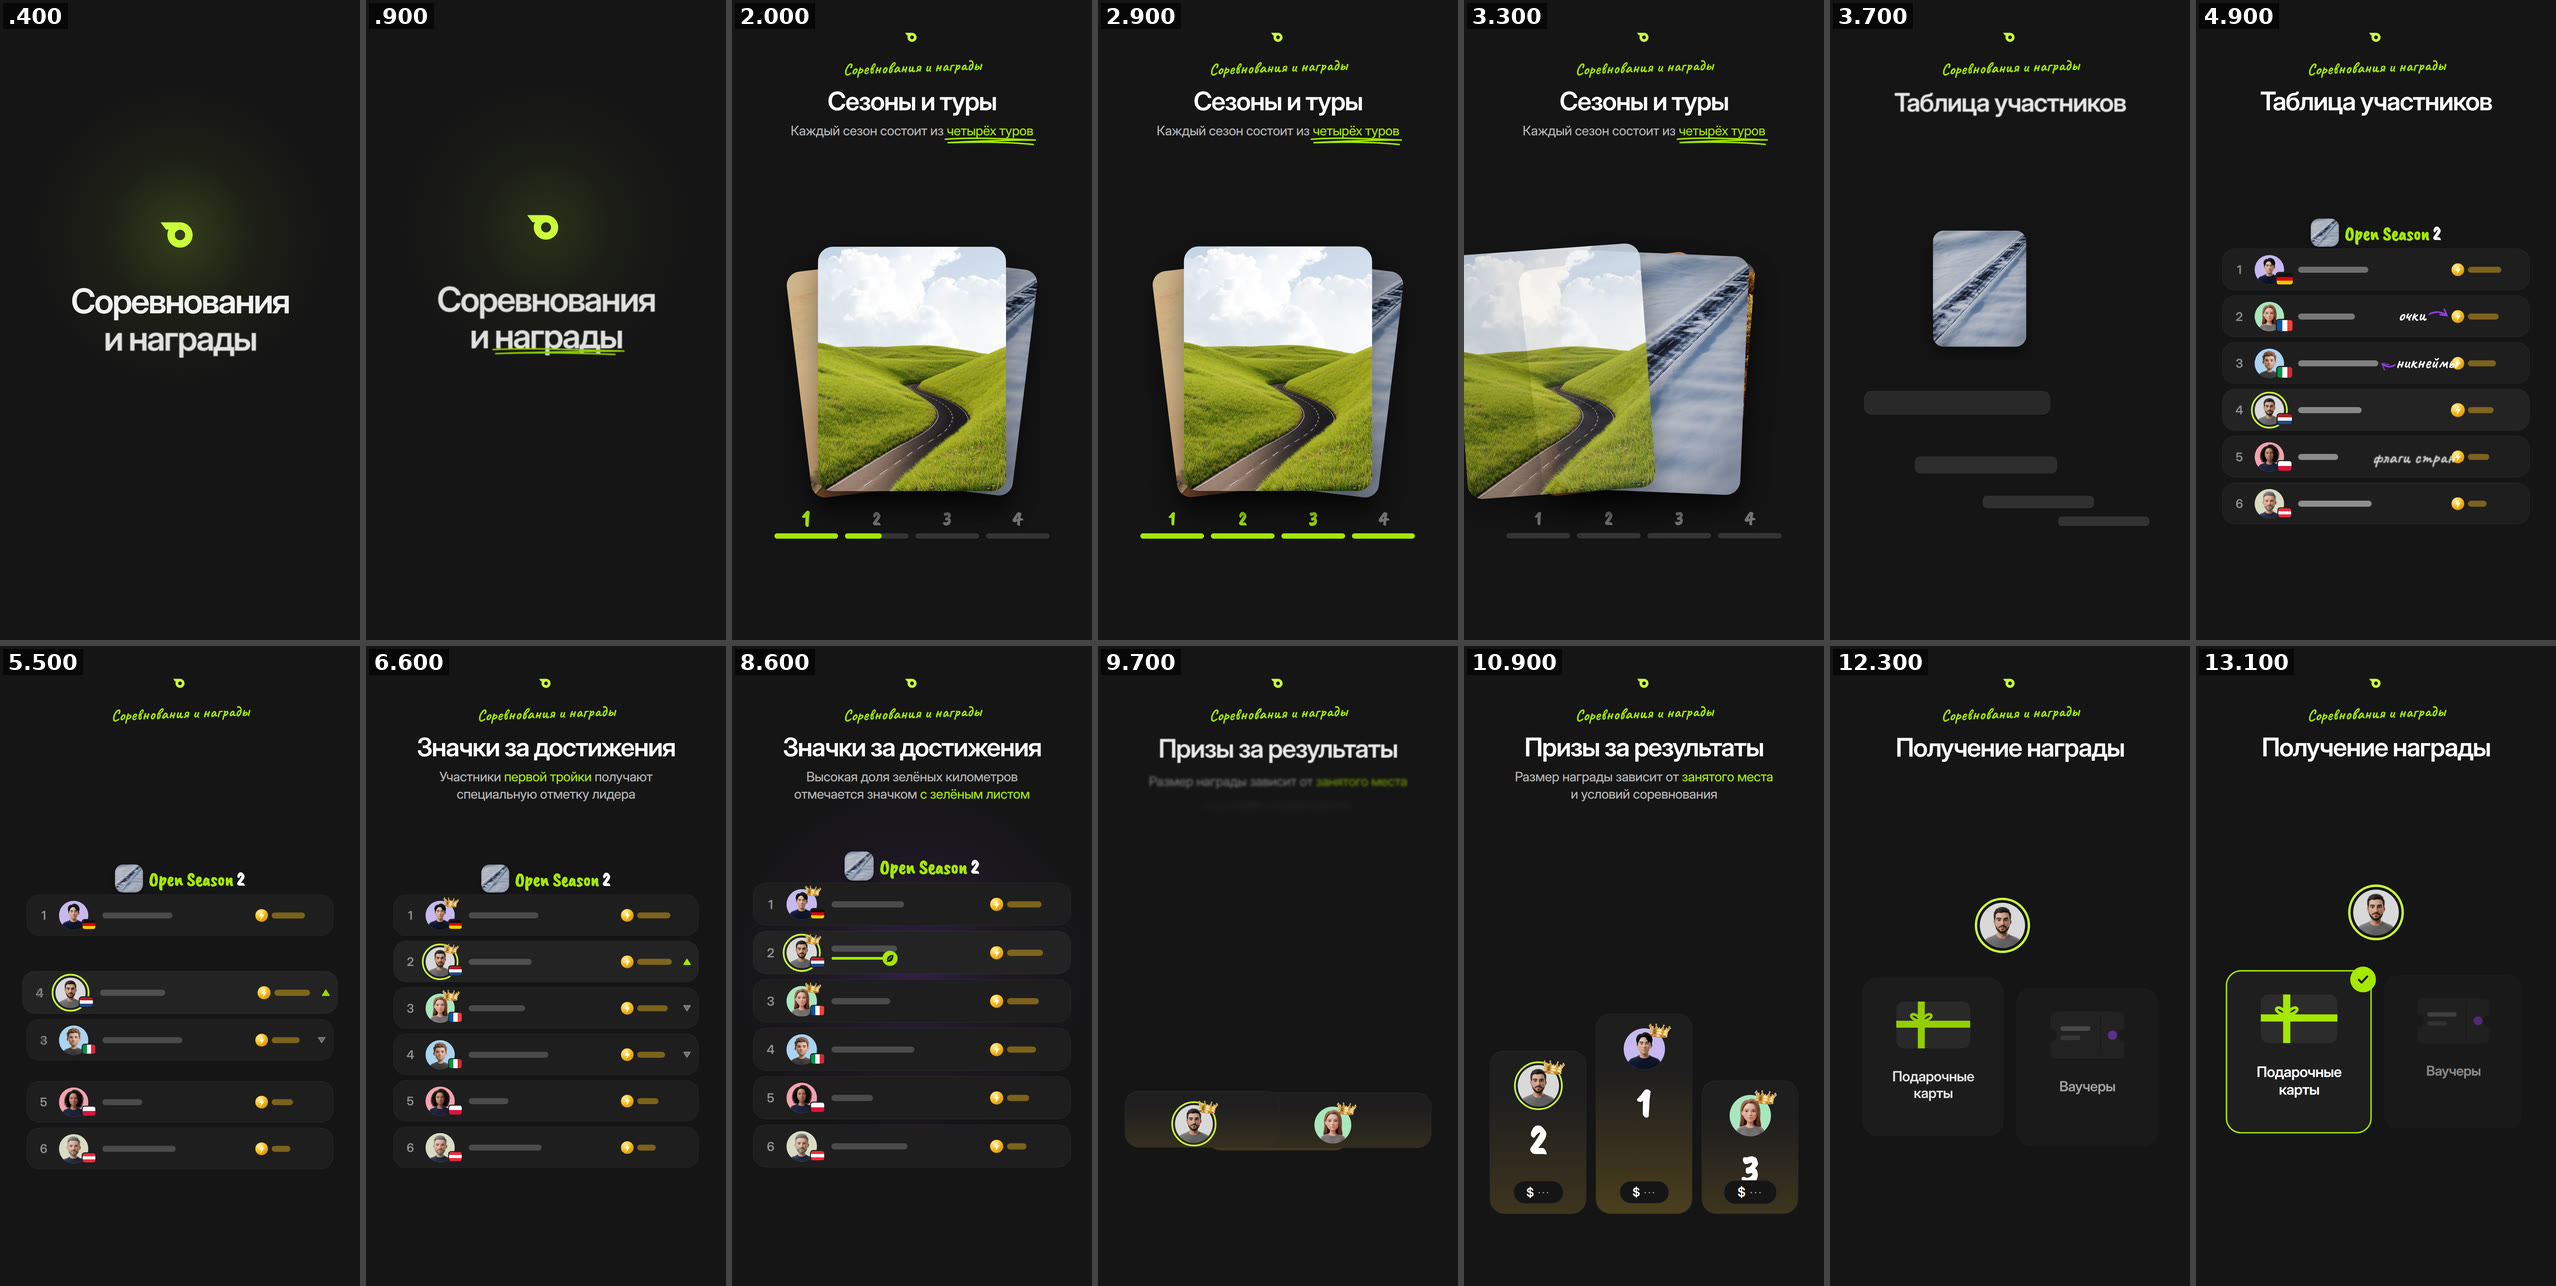 .400
Соревнования
и награды
.900
Соревнования
и награды
2.000
Соревнования и награды
Сезоны и туры
Каждый сезон состоит из четырёх туров
1 2 3 4
2.900
Соревнования и награды
Сезоны и туры
Каждый сезон состоит из четырёх туров
1 2 3 4
3.300
Соревнования и награды
Сезоны и туры
Каждый сезон состоит из четырёх туров
1 2 3 4
3.700
Соревнования и награды
Таблица участников
4.900
Соревнования и награды
Таблица участников
Open Season 2
1
2 очки
3 никнеймы
4
5 флаги стран
6
5.500
Соревнования и награды
Open Season 2
1
4
3
5
6
6.600
Соревнования и награды
Значки за достижения
Участники первой тройки получают
специальную отметку лидера
Open Season 2
1
2
3
4
5
6
8.600
Соревнования и награды
Значки за достижения
Высокая доля зелёных километров
отмечается значком с зелёным листом
Open Season 2
1
2
3
4
5
6
9.700
Соревнования и награды
Призы за результаты
Размер награды зависит от занятого места
10.900
Соревнования и награды
Призы за результаты
Размер награды зависит от занятого места
и условий соревнования
2 1 3
$ ··· $ ··· $ ···
12.300
Соревнования и награды
Получение награды
Подарочные
карты
Ваучеры
13.100
Соревнования и награды
Получение награды
Подарочные
карты
Ваучеры